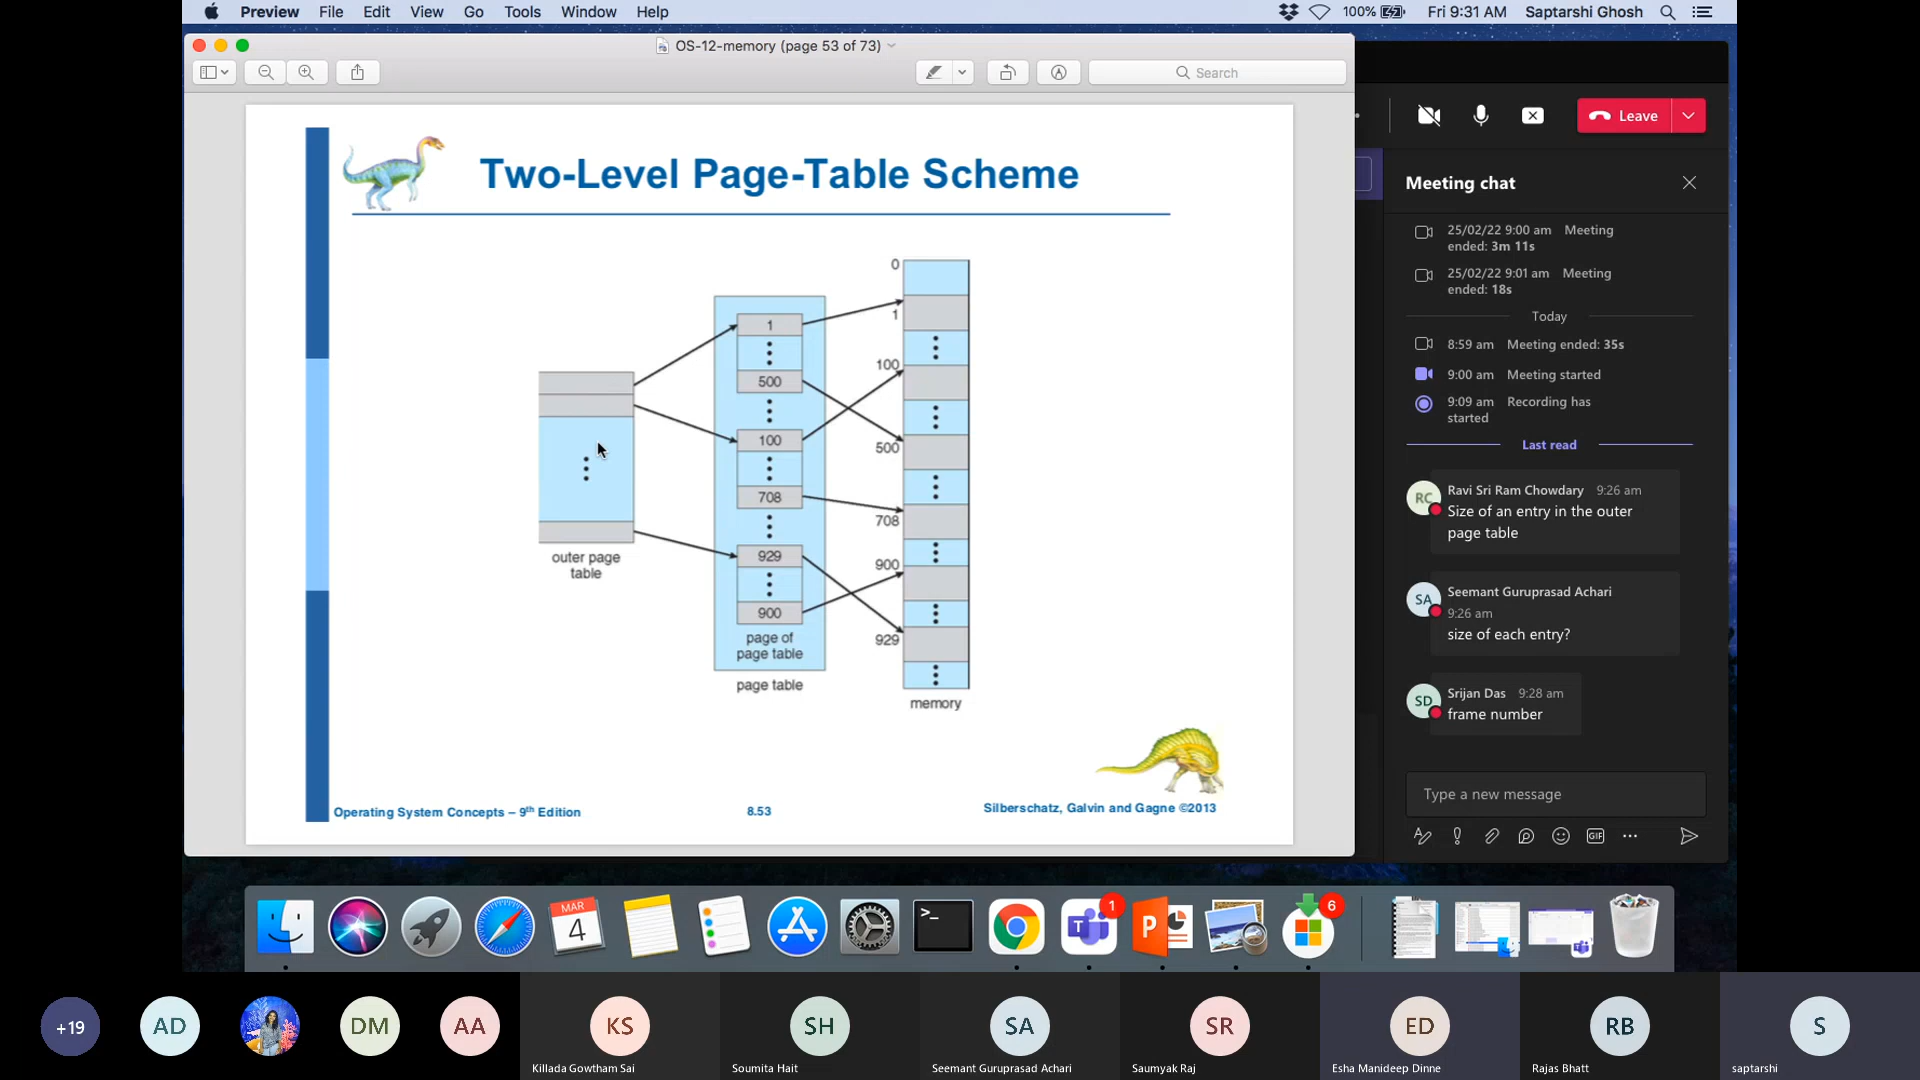 Preview File Edit View Go Tools Window Help
100% Fri 9:31 AM Saptarshi Ghosh
OS-12-memory (page 53 of 73)
Search
Two-Level Page-Table Scheme
0
1
100
500
708
900
929
1
500
100
708
929
900
page of
page table
page table
outer page
table
memory
Operating System Concepts – 9th Edition
8.53
Silberschatz, Galvin and Gagne ©2013
Leave
Meeting chat
25/02/22 9:00 am Meeting
ended: 3m 11s
25/02/22 9:01 am Meeting
ended: 18s
Today
8:59 am Meeting ended: 35s
9:00 am Meeting started
9:09 am Recording has
started
Last read
RC
Ravi Sri Ram Chowdary 9:26 am
Size of an entry in the outer
page table
SA
Seemant Guruprasad Achari
9:26 am
size of each entry?
SD
Srijan Das 9:28 am
frame number
Type a new message
GIF
MAR
4
>_
1
P
6
+19
AD
DM
AA
KS
Killada Gowtham Sai
SH
Soumita Hait
SA
Seemant Guruprasad Achari
SR
Saumyak Raj
ED
Esha Manideep Dinne
RB
Rajas Bhatt
S
saptarshi